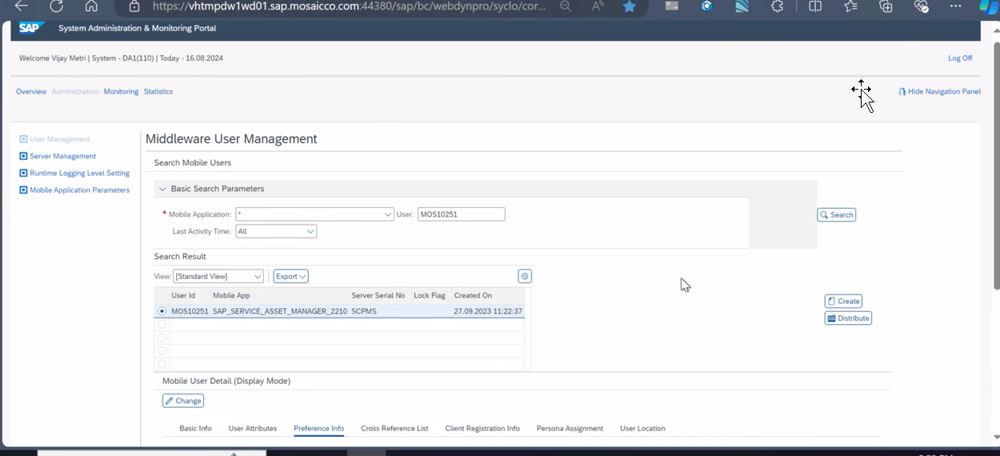 https://vhtmpdw1wd01.sap.mosaicco.com:44380/sap/bc/webdynpro/syclo/cor...
SAP System Administration & Monitoring Portal
Welcome Vijay Metri | System - DA1(110) | Today - 16.08.2024 Log Off
Overview Administration Monitoring Statistics Hide Navigation Panel
User Management
Server Management
Runtime Logging Level Setting
Mobile Application Parameters
Middleware User Management
Search Mobile Users
Basic Search Parameters
* Mobile Application: * User: MOS10251 Search
Last Activity Time: All
Search Result
View: [Standard View] Export
User Id Mobile App Server Serial No Lock Flag Created On
MOS10251 SAP_SERVICE_ASSET_MANAGER_2210 SCPMS 27.09.2023 11:22:37
Create
Distribute
Mobile User Detail (Display Mode)
Change
Basic Info User Attributes Preference Info Cross Reference List Client Registration Info Persona Assignment User Location